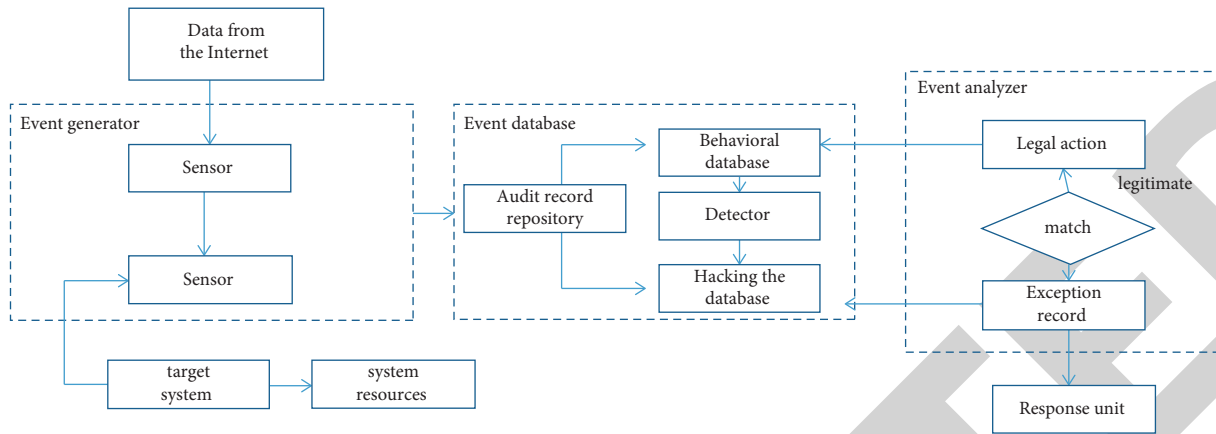 Data from
the Internet
Event generator
Sensor
Sensor
target
system
system
resources
Event database
Audit record
repository
Behavioral
database
Detector
Hacking the
database
Event analyzer
Legal action
legitimate
match
Exception
record
Response unit